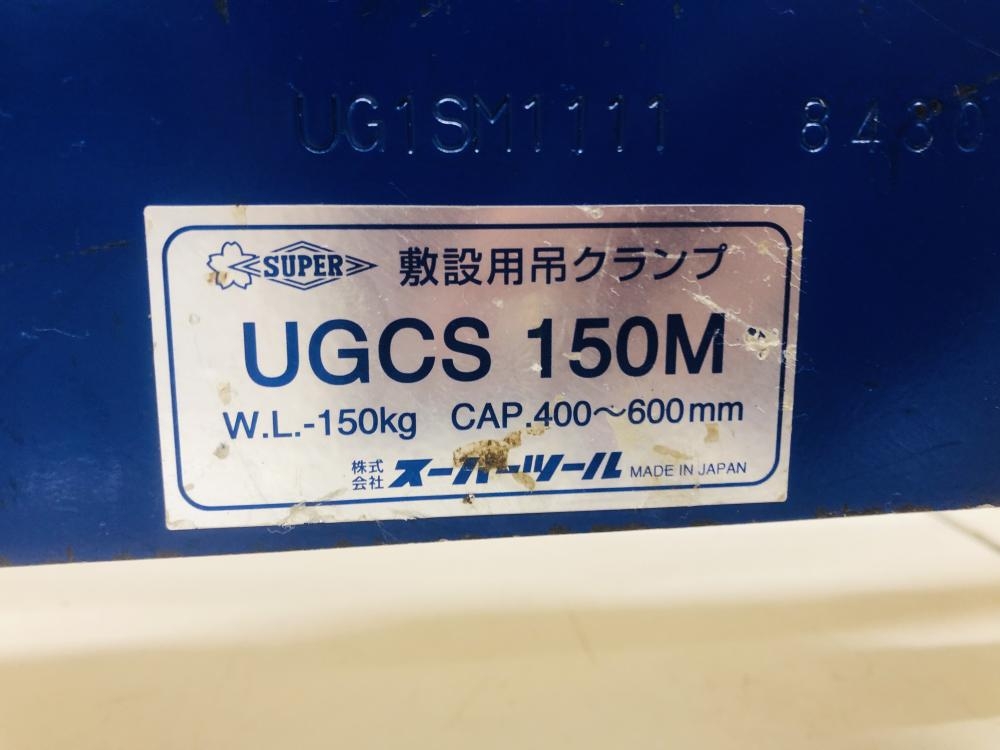 UG1SM1111 8480
SUPER 敷設用吊クランプ
UGCS 150M
W.L.-150kg CAP.400～600mm
株式会社 スーパーツール MADE IN JAPAN